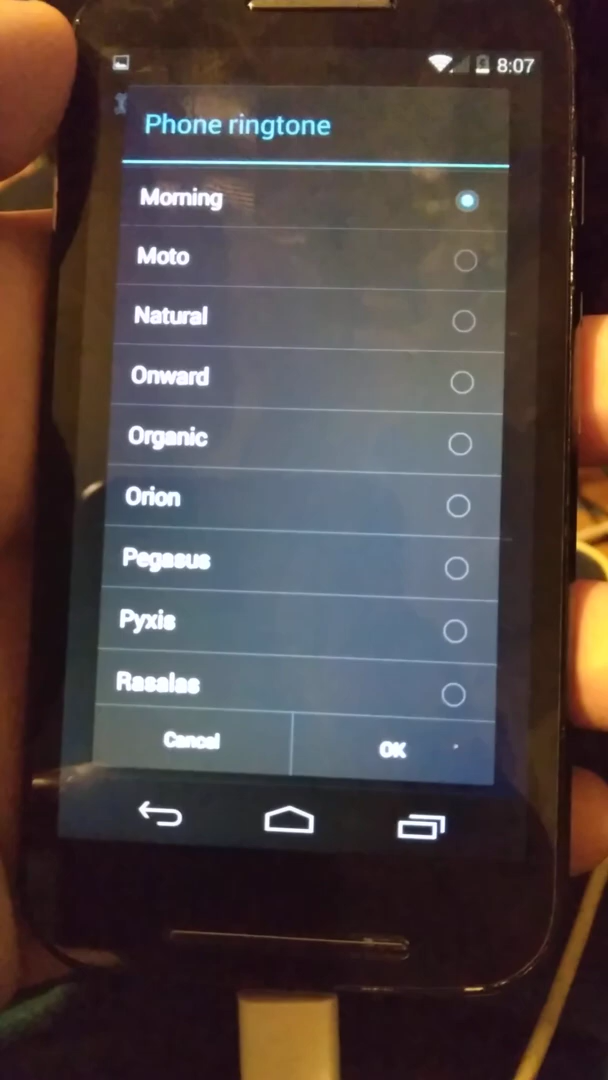 8:07
Phone ringtone
Morning
Moto
Natural
Onward
Organic
Orion
Pegasus
Pyxis
Rasalas
Cancel OK